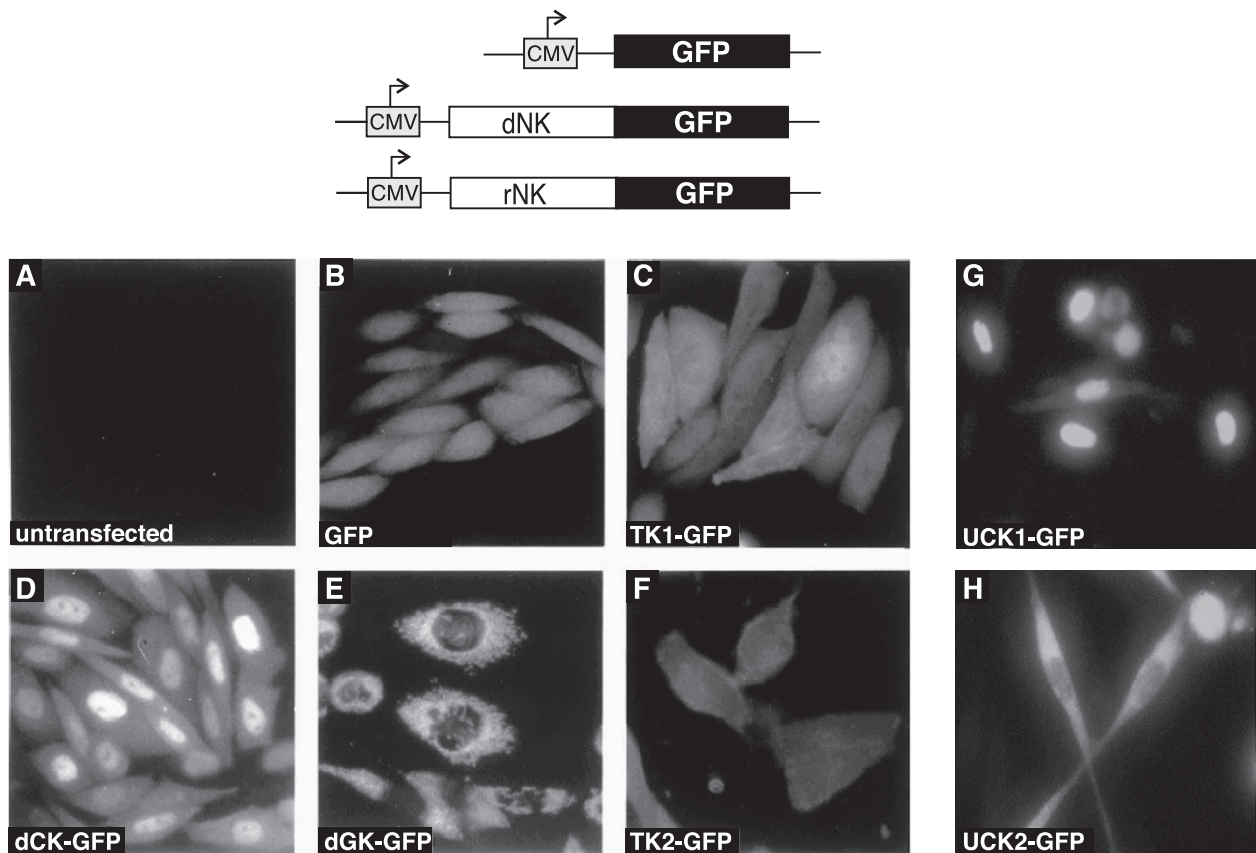 CMV GFP
CMV dNK GFP
CMV rNK GFP
A
untransfected
B
GFP
C
TK1-GFP
G
UCK1-GFP
D
dCK-GFP
E
dGK-GFP
F
TK2-GFP
H
UCK2-GFP